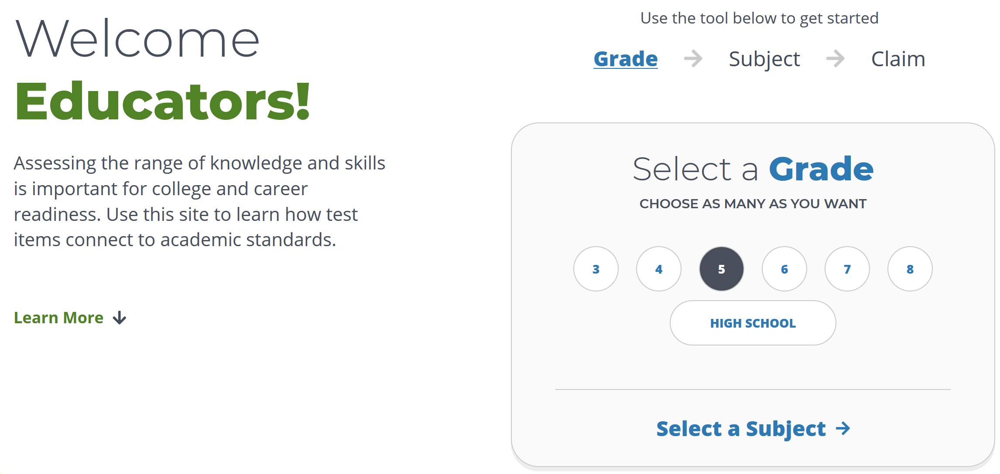 Welcome
Educators!
Assessing the range of knowledge and skills
is important for college and career
readiness. Use this site to learn how test
items connect to academic standards.
Learn More
Use the tool below to get started
Grade Subject Claim
Select a Grade
CHOOSE AS MANY AS YOU WANT
3 4 5 6 7 8
HIGH SCHOOL
Select a Subject